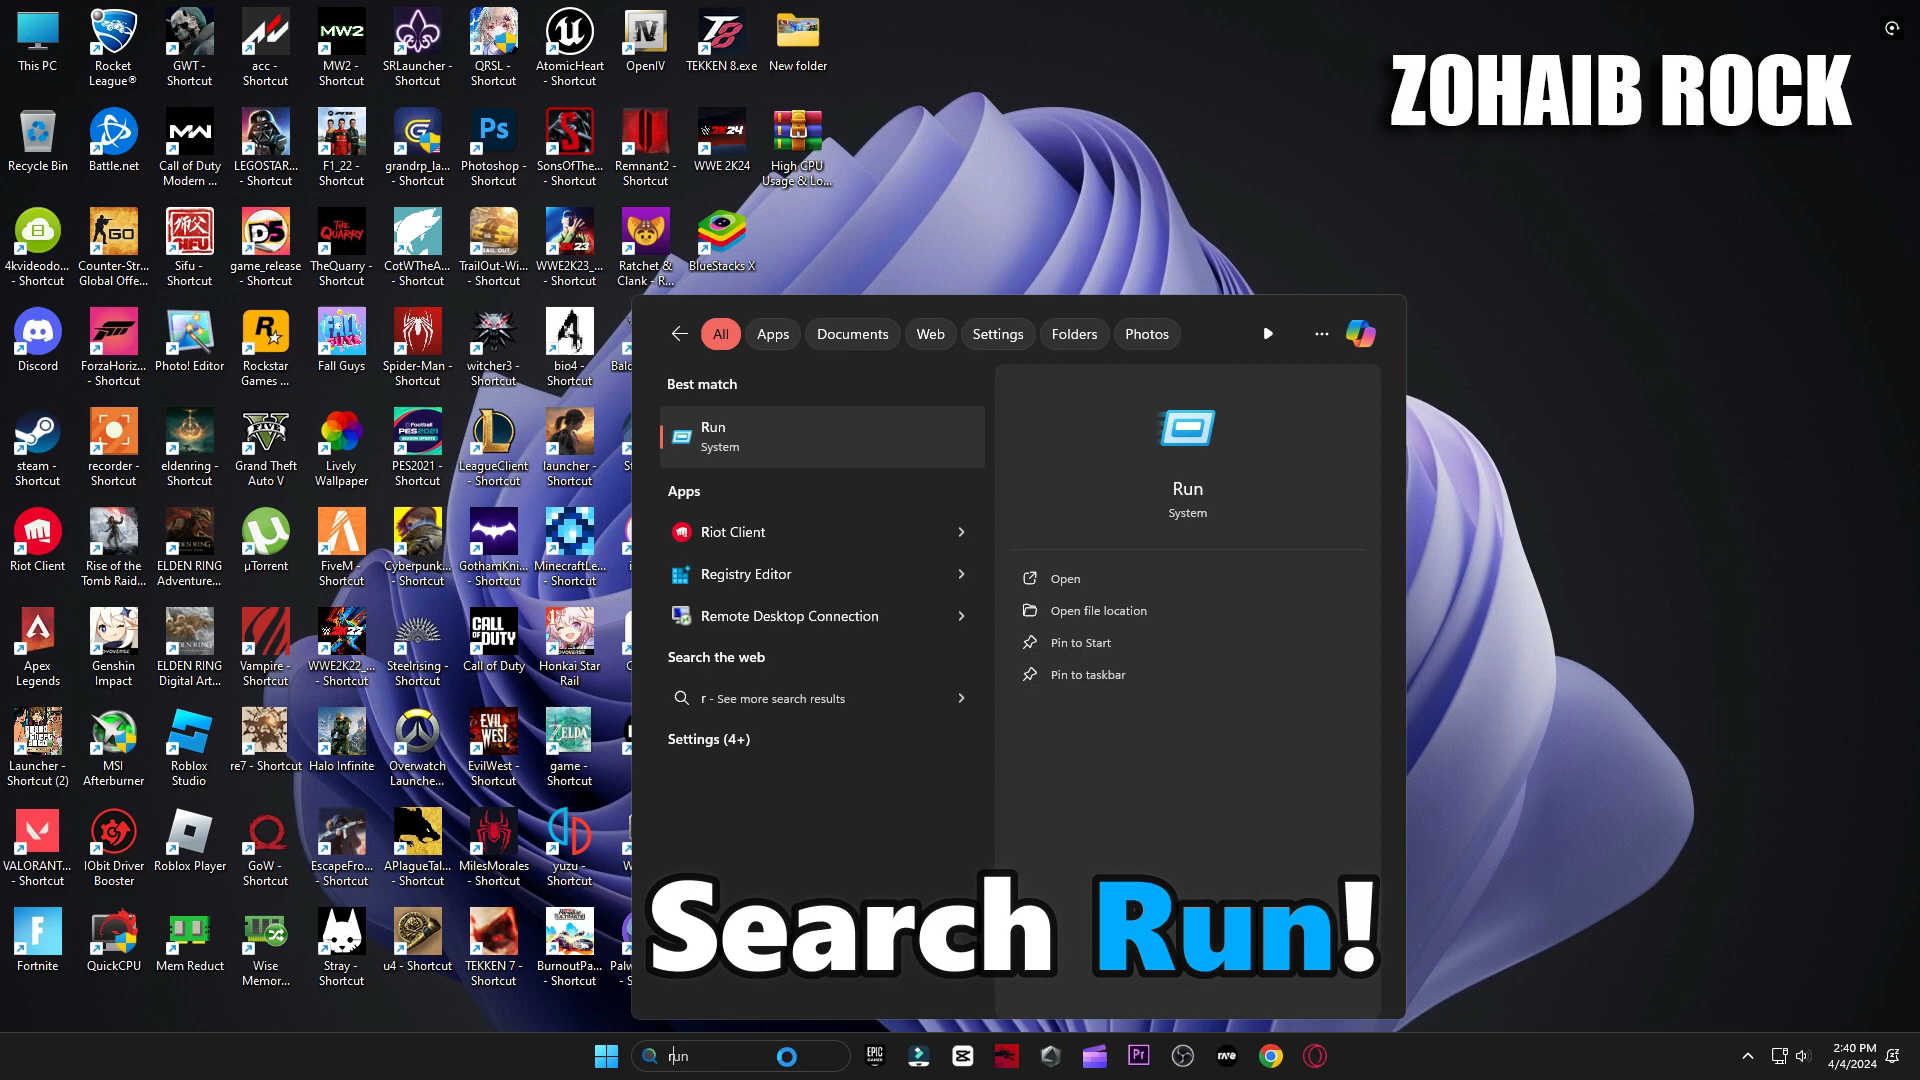 ZOHAIB ROCK
This PC
Rocket
League®
GWT -
Shortcut
acc -
Shortcut
MW2 -
Shortcut
SRLauncher -
Shortcut
QRSL -
Shortcut
AtomicHeart
- Shortcut
OpenIV
TEKKEN 8.exe
New folder
Recycle Bin
Battle.net
Call of Duty
Modern ...
LEGOSTAR...
- Shortcut
F1_22 -
Shortcut
grandrp_la...
- Shortcut
Photoshop -
Shortcut
SonsOfThe...
- Shortcut
Remnant2 -
Shortcut
WWE 2K24
High CPU
Usage & Lo...
4kvideodo...
- Shortcut
Counter-Str...
Global Offe...
Sifu -
Shortcut
game_release
- Shortcut
TheQuarry -
Shortcut
CotWTheA...
- Shortcut
TrailOut-Wi...
- Shortcut
WWE2K23_...
- Shortcut
Ratchet &
Clank - R...
BlueStacks X
Discord
ForzaHoriz...
- Shortcut
Photo! Editor
Rockstar
Games ...
Fall Guys
Spider-Man -
Shortcut
witcher3 -
Shortcut
bio4 -
Shortcut
steam -
Shortcut
recorder -
Shortcut
eldenring -
Shortcut
Grand Theft
Auto V
Lively
Wallpaper
PES2021 -
Shortcut
LeagueClient
- Shortcut
launcher -
Shortcut
Riot Client
Rise of the
Tomb Raid...
ELDEN RING
Adventure...
µTorrent
FiveM -
Shortcut
Cyberpunk...
- Shortcut
GothamKni...
- Shortcut
MinecraftLe...
- Shortcut
Apex
Legends
Genshin
Impact
ELDEN RING
Digital Art...
Vampire -
Shortcut
WWE2K22_...
- Shortcut
Steelrising -
Shortcut
Call of Duty
Honkai Star
Rail
Launcher -
Shortcut (2)
MSI
Afterburner
Roblox
Studio
re7 - Shortcut
Halo Infinite
Overwatch
Launche...
EvilWest -
Shortcut
game -
Shortcut
VALORANT...
- Shortcut
IObit Driver
Booster
Roblox Player
GoW -
Shortcut
EscapeFro...
- Shortcut
APlagueTal...
- Shortcut
MilesMorales
- Shortcut
yuzu -
Shortcut
Fortnite
QuickCPU
Mem Reduct
Wise
Memor...
Stray -
Shortcut
u4 - Shortcut
TEKKEN 7 -
Shortcut
BurnoutPa...
- Shortcut
All
Apps
Documents
Web
Settings
Folders
Photos
Best match
Run
System
Apps
Riot Client
Registry Editor
Remote Desktop Connection
Search the web
r - See more search results
Settings (4+)
Run
System
Open
Open file location
Pin to Start
Pin to taskbar
Search Run!
run
2:40 PM
4/4/2024